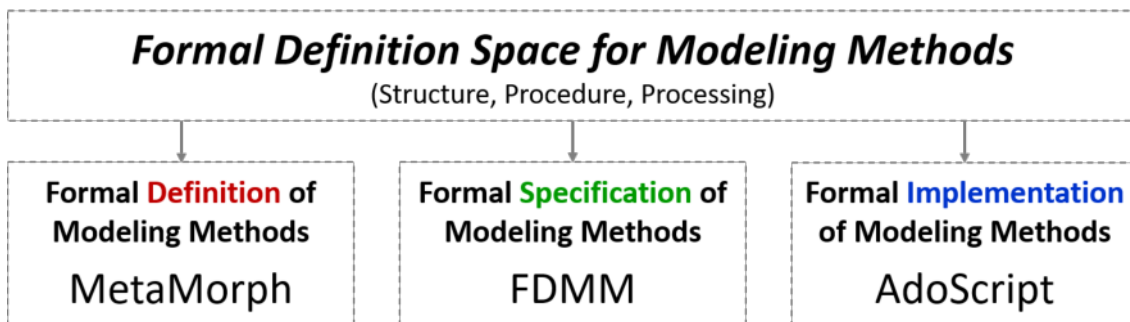 Formal Definition Space for Modeling Methods
(Structure, Procedure, Processing)
Formal Definition of
Modeling Methods
MetaMorph
Formal Specification of
Modeling Methods
FDMM
Formal Implementation
of Modeling Methods
AdoScript